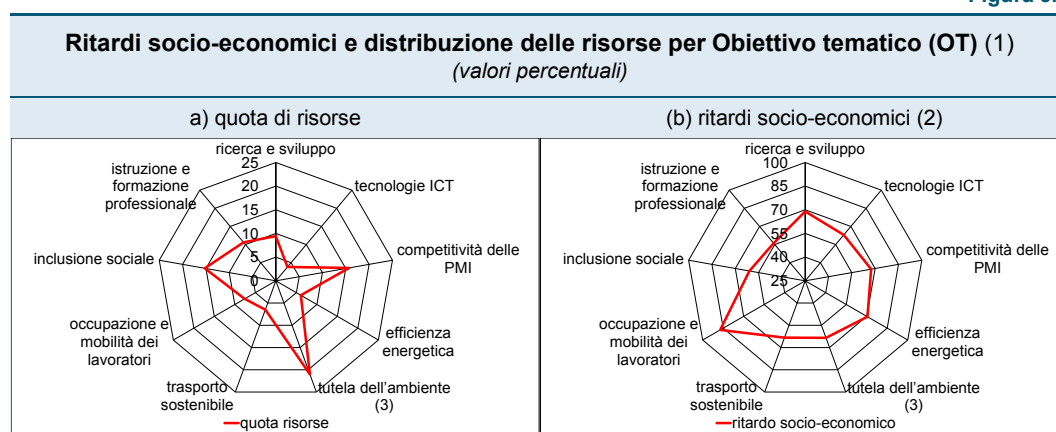 Figura
Ritardi socio-economici e distribuzione delle risorse per Obiettivo tematico (OT) (1)
(valori percentuali)
a) quota di risorse
(b) ritardi socio-economici (2)
ricerca e sviluppo
25
20
15
10
5
0
tecnologie ICT
competitività delle
PMI
efficienza
energetica
tutela dell'ambiente
(3)
trasporto
sostenibile
occupazione e
mobilità dei
lavoratori
inclusione sociale
istruzione e
formazione
professionale
quota risorse
ricerca e sviluppo
100
85
70
55
40
25
tecnologie ICT
competitività delle
PMI
efficienza
energetica
tutela dell'ambiente
(3)
trasporto
sostenibile
occupazione e
mobilità dei
lavoratori
inclusione sociale
istruzione e
formazione
professionale
ritardo socio-economico